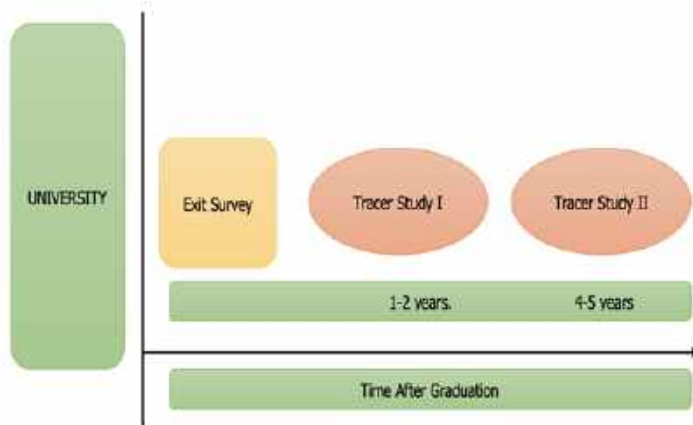 UNIVERSITY
Exit Survey
Tracer Study I
Tracer Study II
1-2 years.
4-5 years
Time After Graduation